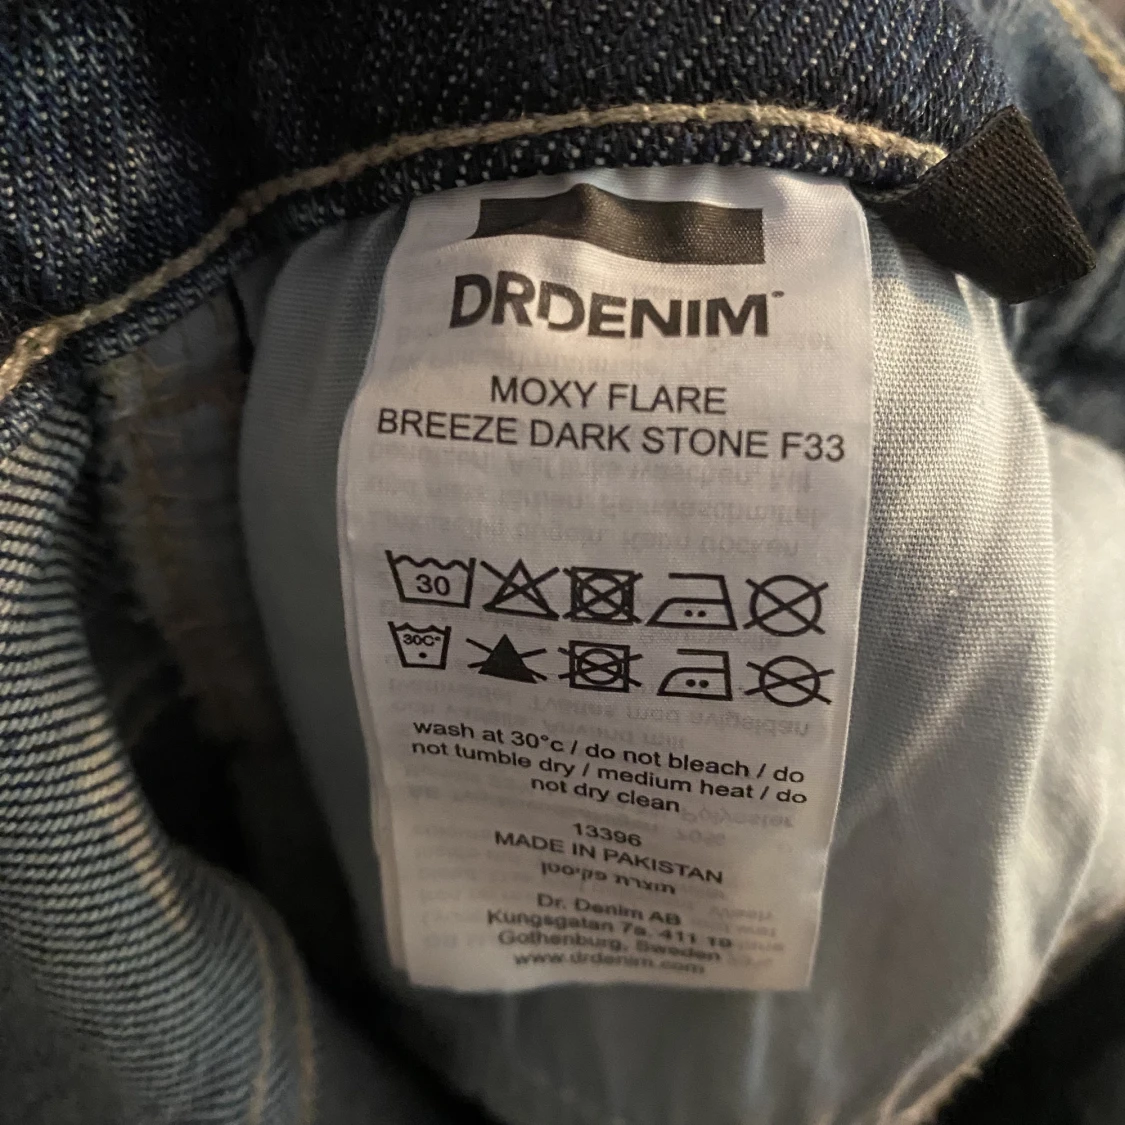 DRDENIM™
MOXY FLARE
BREEZE DARK STONE F33
30
30C°
wash at 30°c / do not bleach / do
not tumble dry / medium heat / do
not dry clean
13396
MADE IN PAKISTAN
תוצרת פקיסטן
Dr. Denim AB
Kungsgatan 7a, 411 19
Gothenburg, Sweden
www.drdenim.com